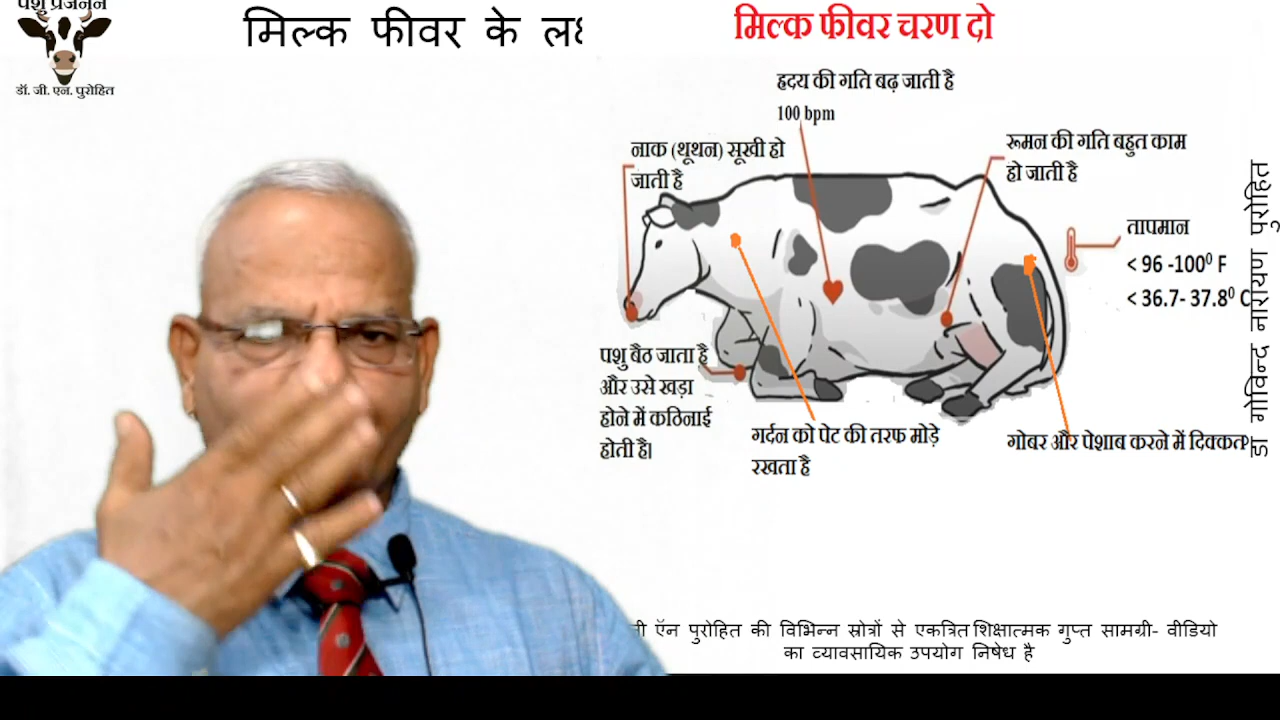 पशु प्रजनन
डॉ. जी. एन. पुरोहित
मिल्क फीवर के
मिल्क फीवर चरण दो
ह्रदय की गति बढ़ जाती है
100 bpm
नाक (थूथन) सूखी हो
जाती है
रूमन की गति बहुत काम
हो जाती है
तापमान
< 96 -100⁰ F
< 36.7- 37.8⁰ C
पशु बैठ जाता है
और उसे खड़ा
होने में कठिनाई
होती है।
गर्दन को पेट की तरफ मोड़े
रखता है
गोबर और पेशाब करने में दिक्कत
डा गोविन्द नारायण पुरोहित
ऍन पुरोहित की विभिन्न स्रोत्रों से एकत्रित शिक्षात्मक गुप्त सामग्री- वीडियो
का व्यावसायिक उपयोग निषेध है